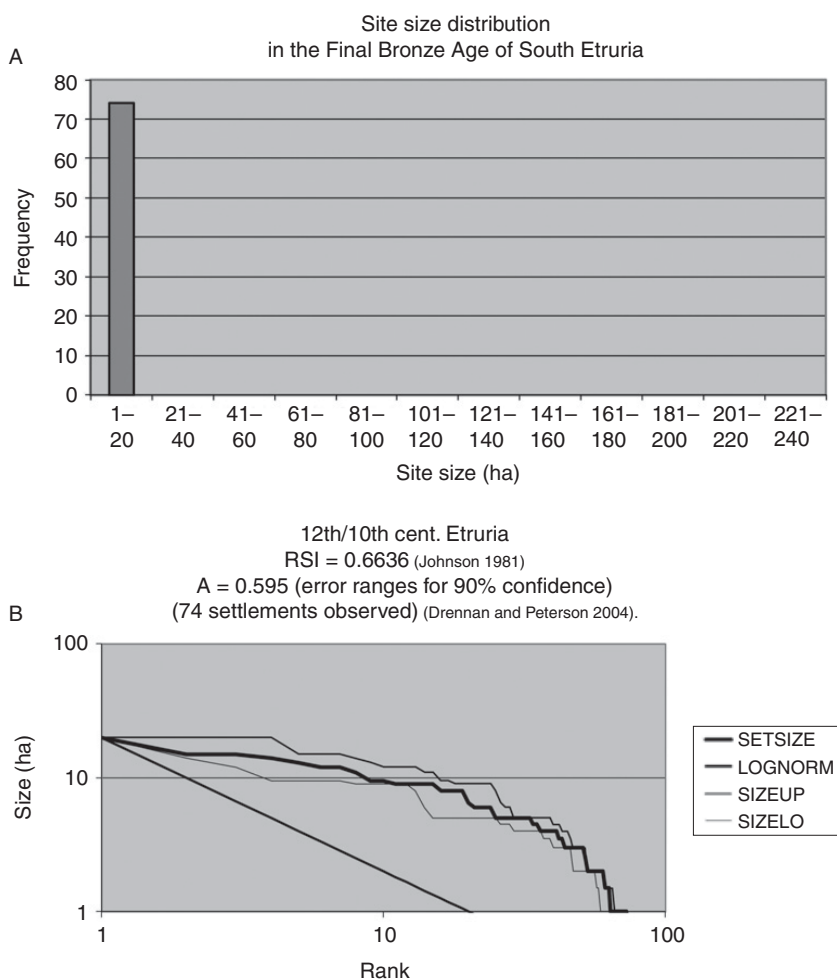 Site size distribution
in the Final Bronze Age of South Etruria
A
80
70
60
50
40
30
20
10
0
Frequency
1– 21– 41– 61– 81– 101– 121– 141– 161– 181– 201– 221–
20 40 60 80 100 120 140 160 180 200 220 240
Site size (ha)
12th/10th cent. Etruria
RSI = 0.6636 (Johnson 1981)
A = 0.595 (error ranges for 90% confidence)
(74 settlements observed) (Drennan and Peterson 2004).
B
100
10
1
Size (ha)
1 10 100
Rank
SETSIZE
LOGNORM
SIZEUP
SIZELO